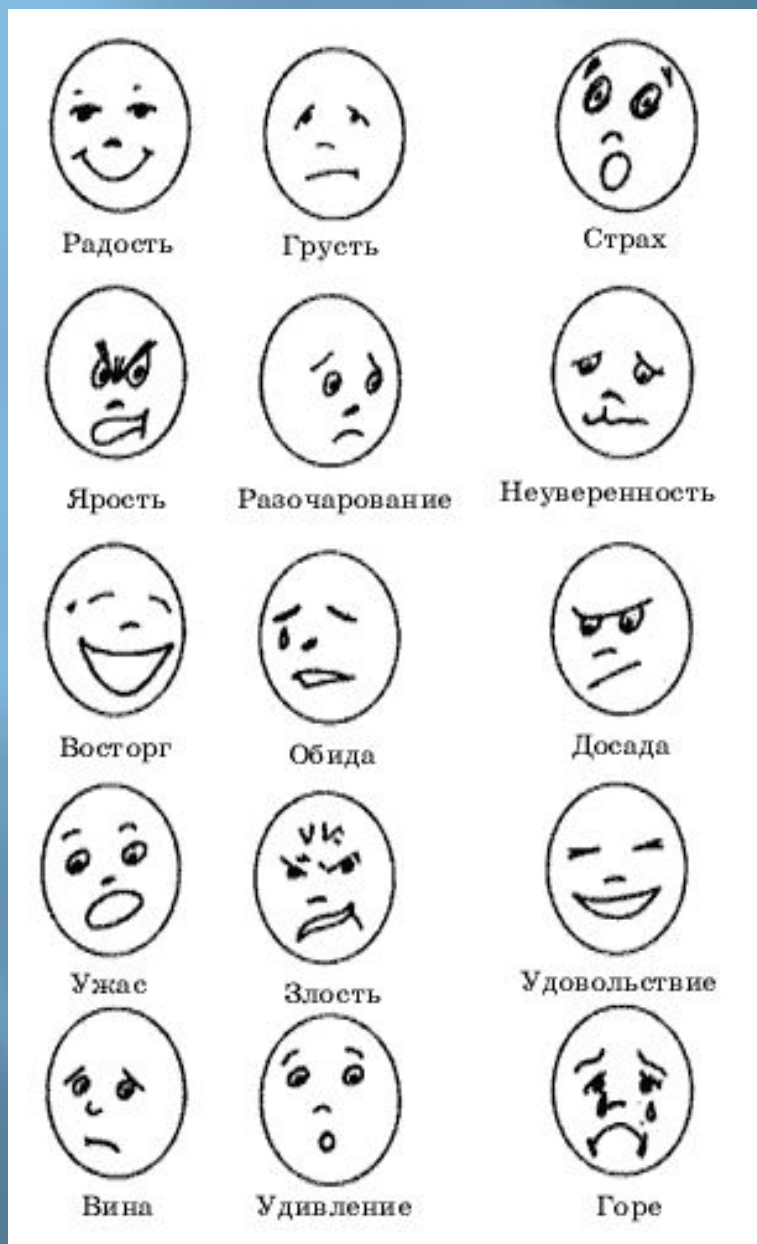 Радость Грусть Страх
Ярость Разочарование Неуверенность
Восторг Обида Досада
Ужас Злость Удовольствие
Вина Удивление Горе